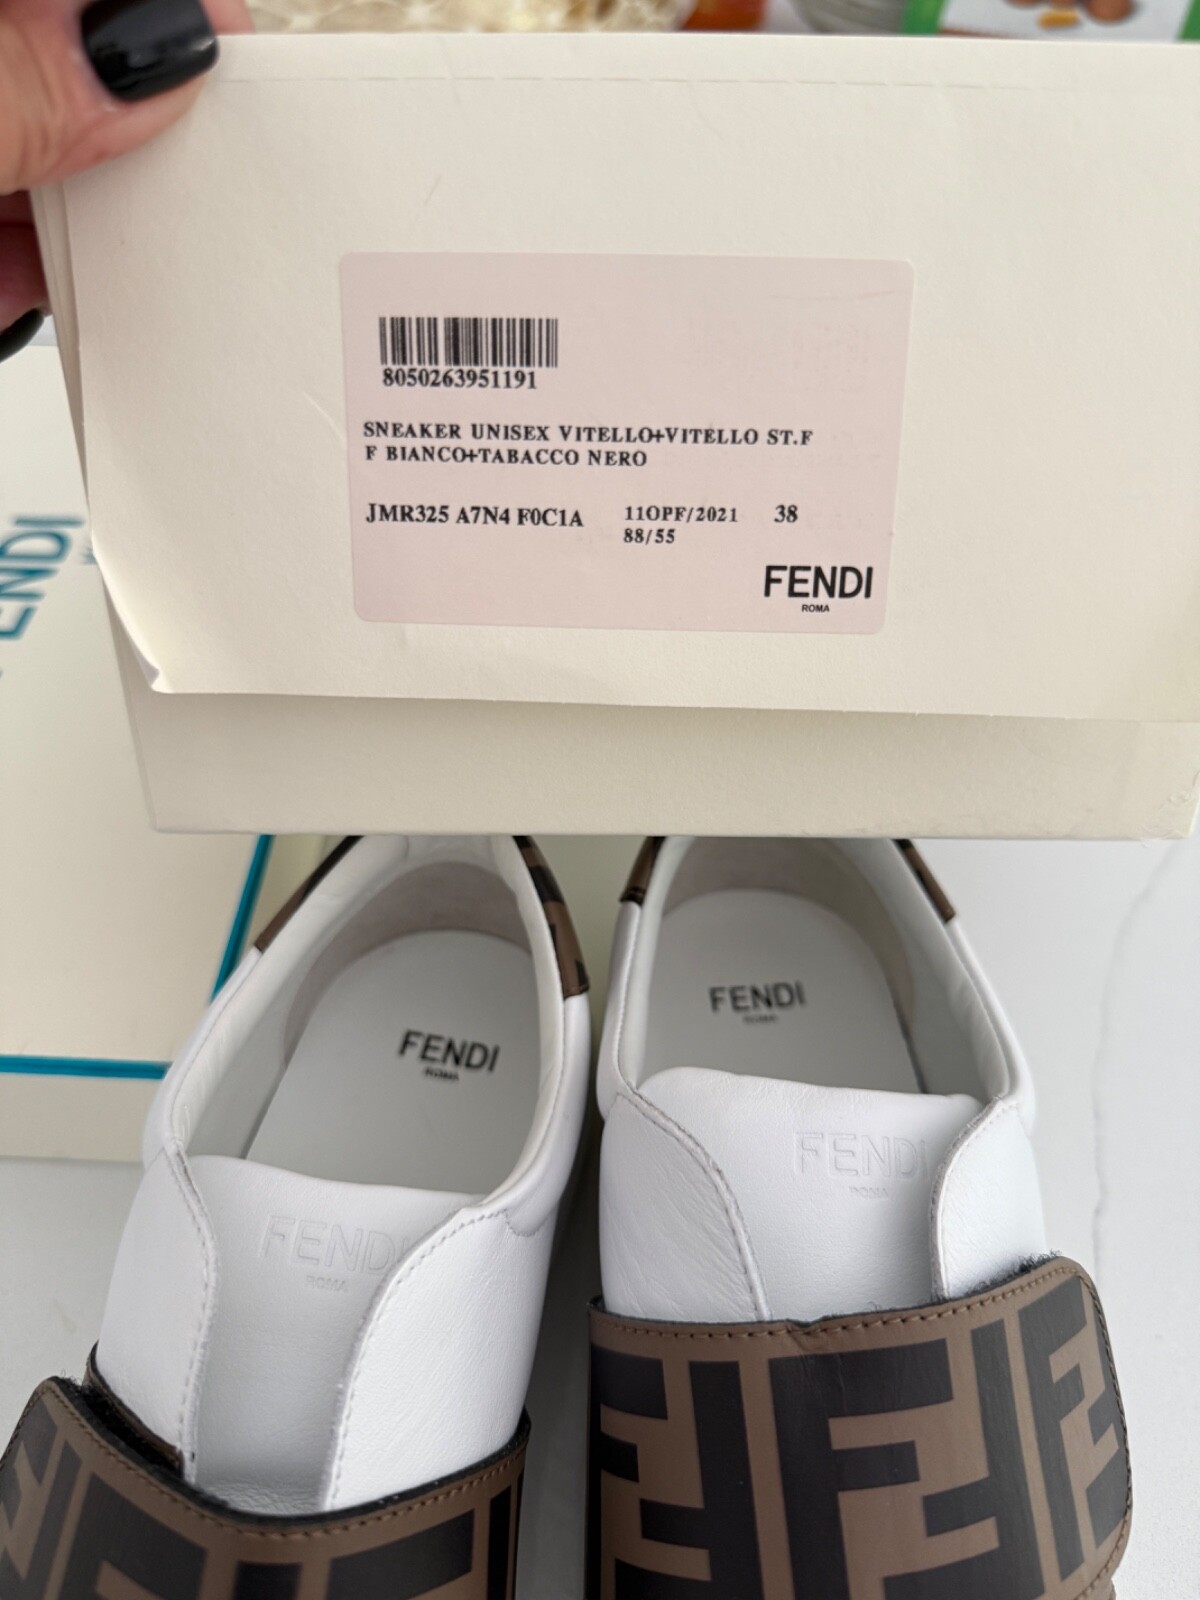 8050263951191
SNEAKER UNISEX VITELLO+VITELLO ST.F
F BIANCO+TABACCO NERO
JMR325 A7N4 F0C1A 11OPF/2021 38
88/55
FENDI
ROMA
ENDI
FENDI
ROMA
FENDI
ROMA
FENDI
ROMA
FENDI
ROMA